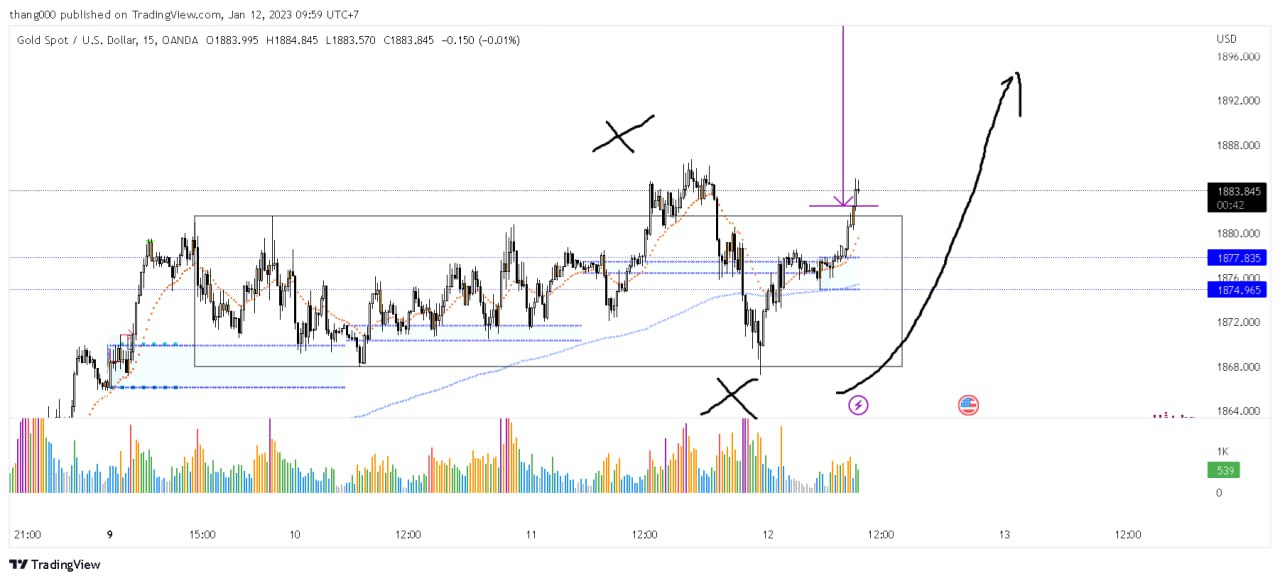 thang000 published on TradingView.com, Jan 12, 2023 09:59 UTC+7
Gold Spot / U.S. Dollar, 15, OANDA O1883.995 H1884.845 L1883.570 C1883.845 −0.150 (−0.01%)
USD
1896.000
1892.000
1888.000
1883.845
00:42
1880.000
1877.835
1876.000
1874.965
1872.000
1868.000
1864.000
1K
539
0
21:00 9 15:00 10 12:00 11 12:00 12 12:00 13 12:00
TradingView